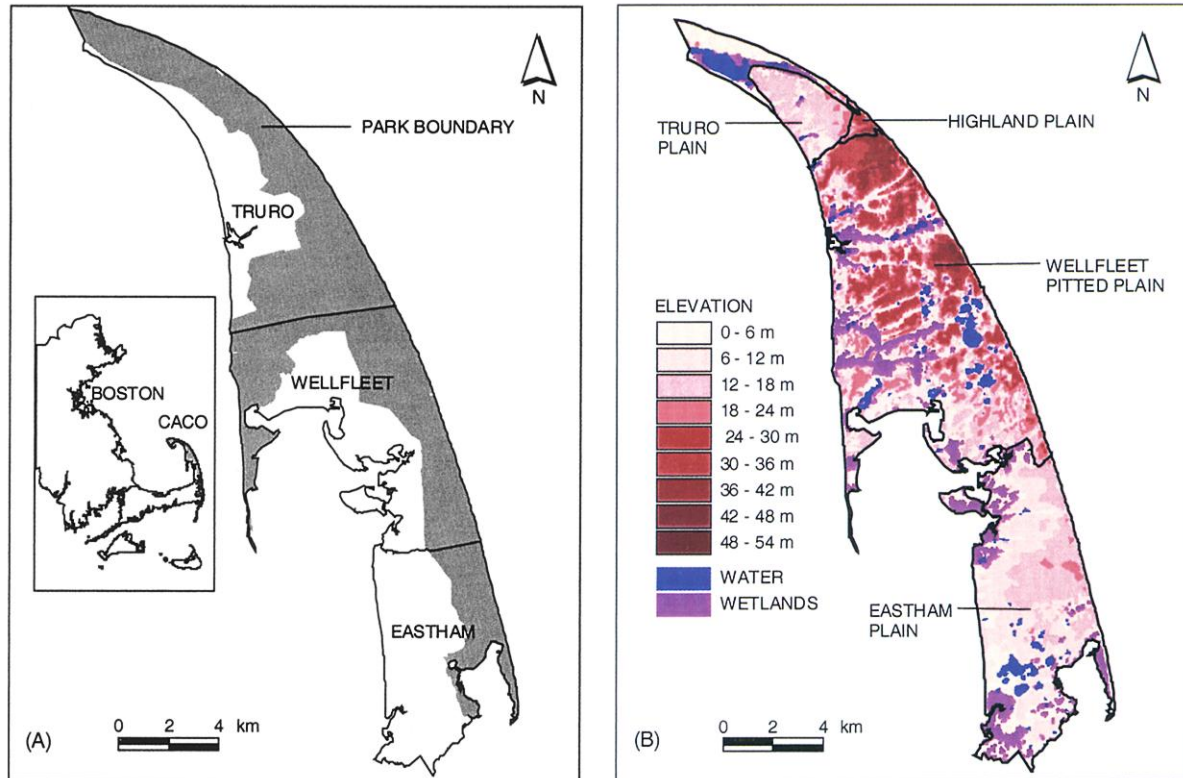 N
PARK BOUNDARY
TRURO
WELLFLEET
BOSTON
CACO
EASTHAM
0 2 4 km
(A)
N
TRURO
PLAIN
HIGHLAND PLAIN
WELLFLEET
PITTED PLAIN
ELEVATION
0 - 6 m
6 - 12 m
12 - 18 m
18 - 24 m
24 - 30 m
30 - 36 m
36 - 42 m
42 - 48 m
48 - 54 m
WATER
WETLANDS
EASTHAM
PLAIN
0 2 4 km
(B)